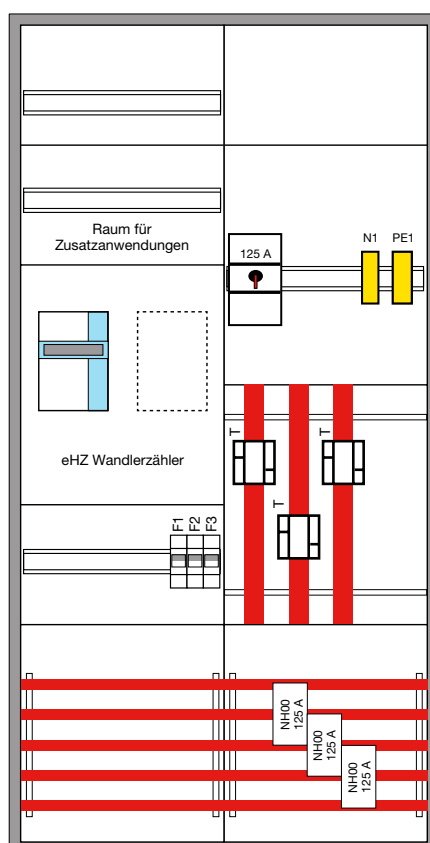 Raum für
Zusatzanwendungen
125 A
N1 PE1
eHZ Wandlerzähler
T
T
T
F1
F2
F3
NH00
125 A
NH00
125 A
NH00
125 A